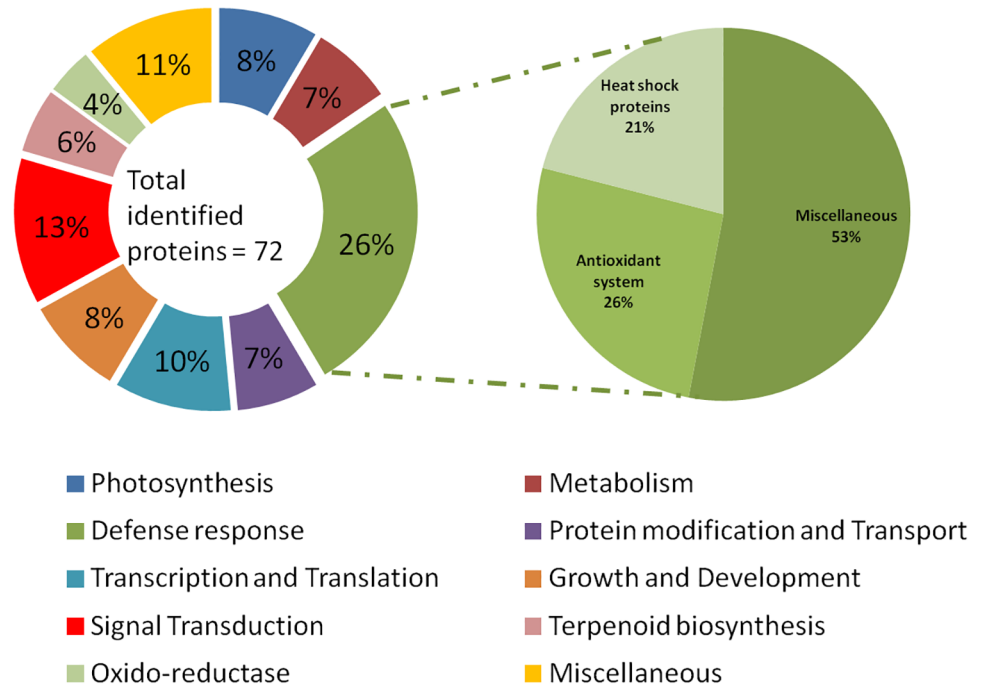 8%
7%
26%
7%
10%
8%
13%
6%
4%
11%
Total
identified
proteins = 72
Heat shock
proteins
21%
Miscellaneous
53%
Antioxidant
system
26%
Photosynthesis
Metabolism
Defense response
Protein modification and Transport
Transcription and Translation
Growth and Development
Signal Transduction
Terpenoid biosynthesis
Oxido-reductase
Miscellaneous